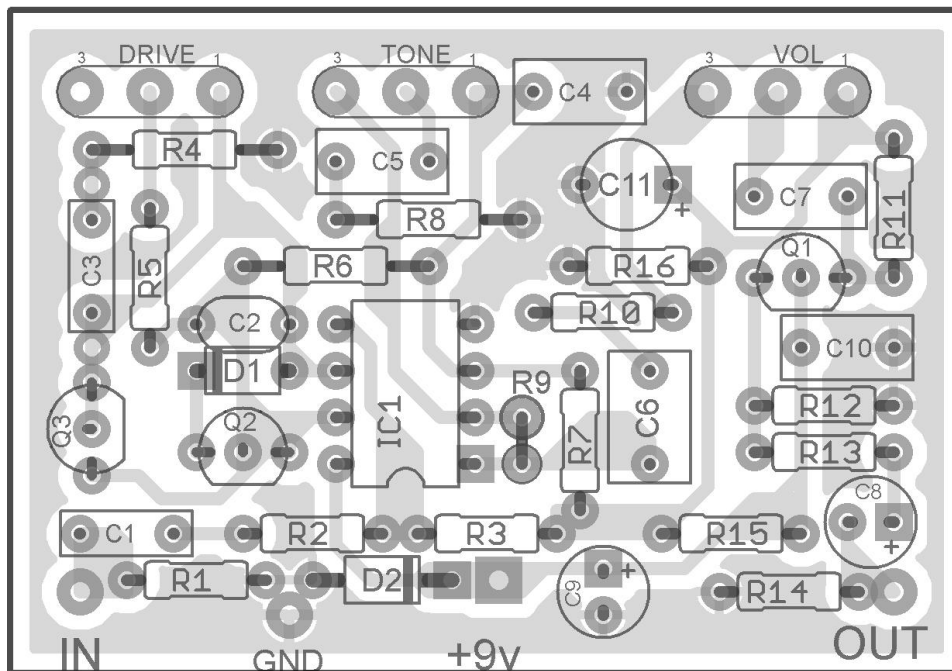 DRIVE TONE VOL
3 1 3 1 3 1
C4
R4 C5 C11 + C7 R11
R8
C3 R5 R6 R16 Q1
C2 R10
D1 C10
R9
Q3 Q2 IC1 R7 C6 R12
R13
C8 +
C1 R2 R3 R15
R1 D2 C9 + R14
IN GND +9v OUT